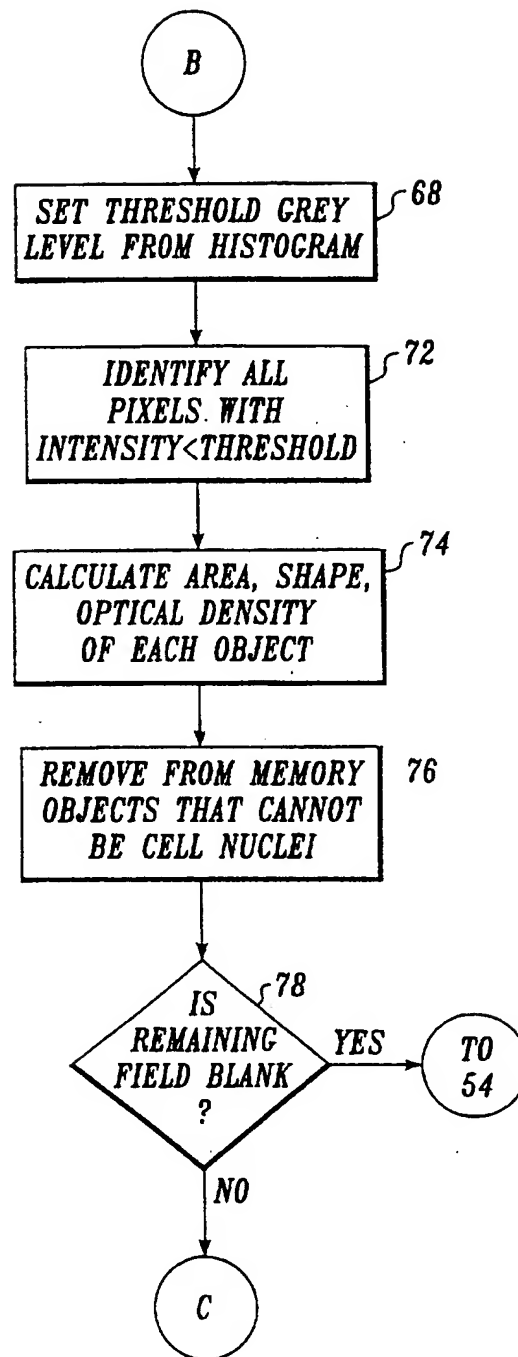 B
68
SET THRESHOLD GREY
LEVEL FROM HISTOGRAM
72
IDENTIFY ALL
PIXELS WITH
INTENSITY<THRESHOLD
74
CALCULATE AREA, SHAPE,
OPTICAL DENSITY
OF EACH OBJECT
76
REMOVE FROM MEMORY
OBJECTS THAT CANNOT
BE CELL NUCLEI
78
IS
REMAINING
FIELD BLANK
?
YES
TO
54
NO
C